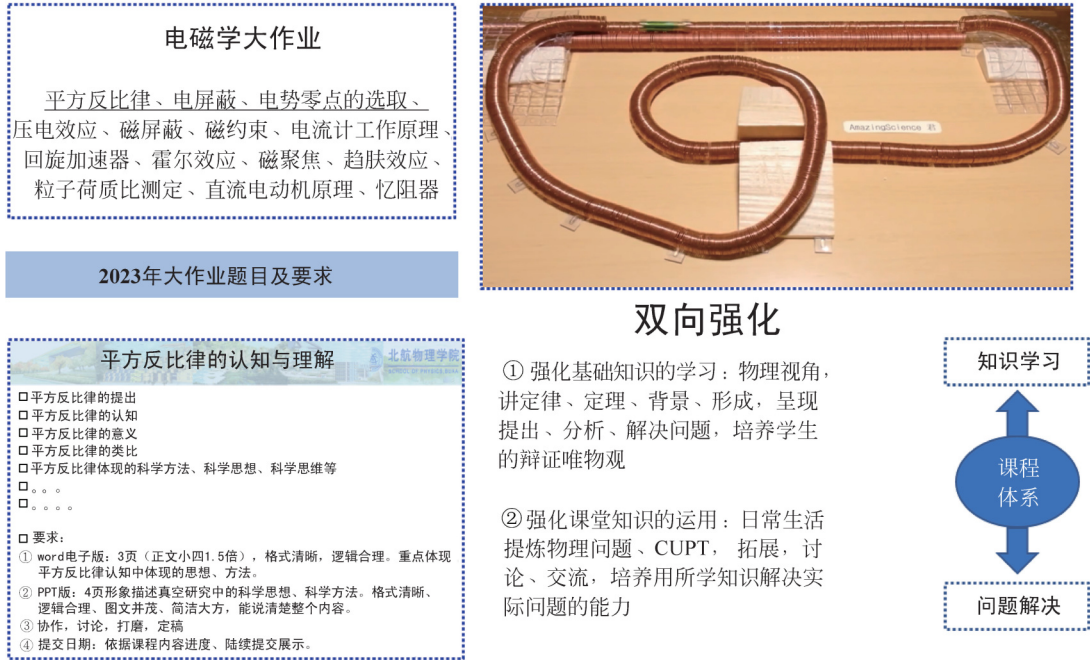 电磁学大作业
平方反比律、电屏蔽、电势零点的选取、
压电效应、磁屏蔽、磁约束、电流计工作原理、
回旋加速器、霍尔效应、磁聚焦、趋肤效应、
粒子荷质比测定、直流电动机原理、忆阻器
AmazingScience 君
2023年大作业题目及要求
平方反比律的认知与理解
北航物理学院
平方反比律的提出
平方反比律的认知
平方反比律的意义
平方反比律的类比
平方反比律体现的科学方法、科学思想、科学思维等
。。。
。。。。
要求:
① word电子版:3页(正文小四1.5倍),格式清晰,逻辑合理。重点体现
平方反比律认知中体现的思想、方法。
② PPT版:4页形象描述真空研究中的科学思想、科学方法。格式清晰、
逻辑合理、图文并茂、简洁大方,能说清楚整个内容。
③ 协作,讨论,打磨,定稿
④ 提交日期:依据课程内容进度、陆续提交展示。
双向强化
① 强化基础知识的学习:物理视角,
讲定律、定理、背景、形成,呈现
提出、分析、解决问题,培养学生
的辩证唯物观
② 强化课堂知识的运用:日常生活
提炼物理问题、CUPT, 拓展,讨
论、交流,培养用所学知识解决实
际问题的能力
知识学习
课程
体系
问题解决